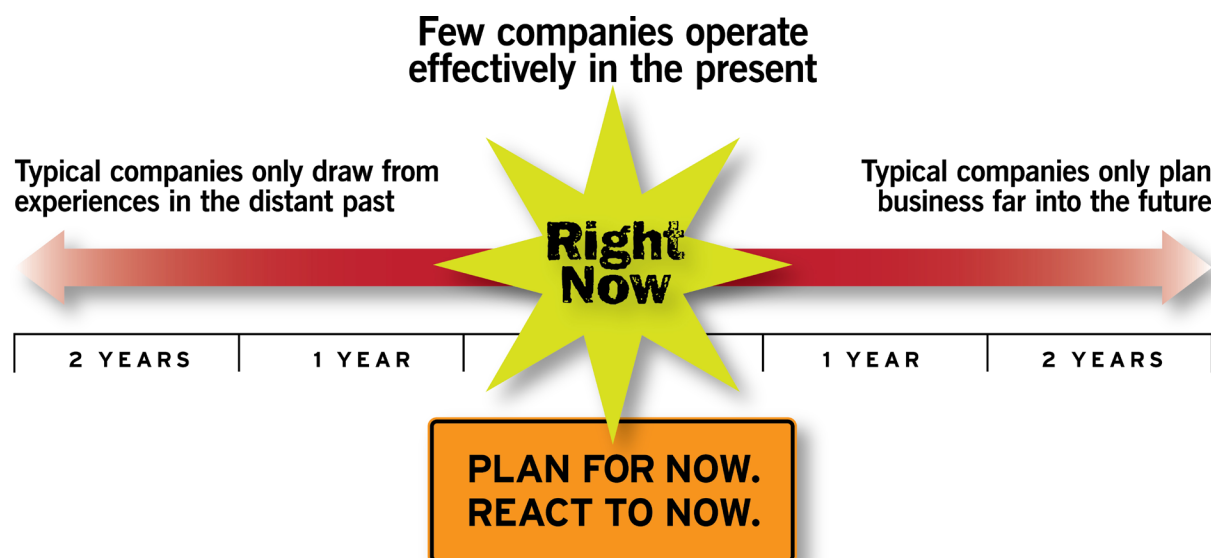 Few companies operate
effectively in the present
Typical companies only draw from
experiences in the distant past
Typical companies only plan
business far into the future
Right
Now
2 YEARS
1 YEAR
1 YEAR
2 YEARS
PLAN FOR NOW.
REACT TO NOW.